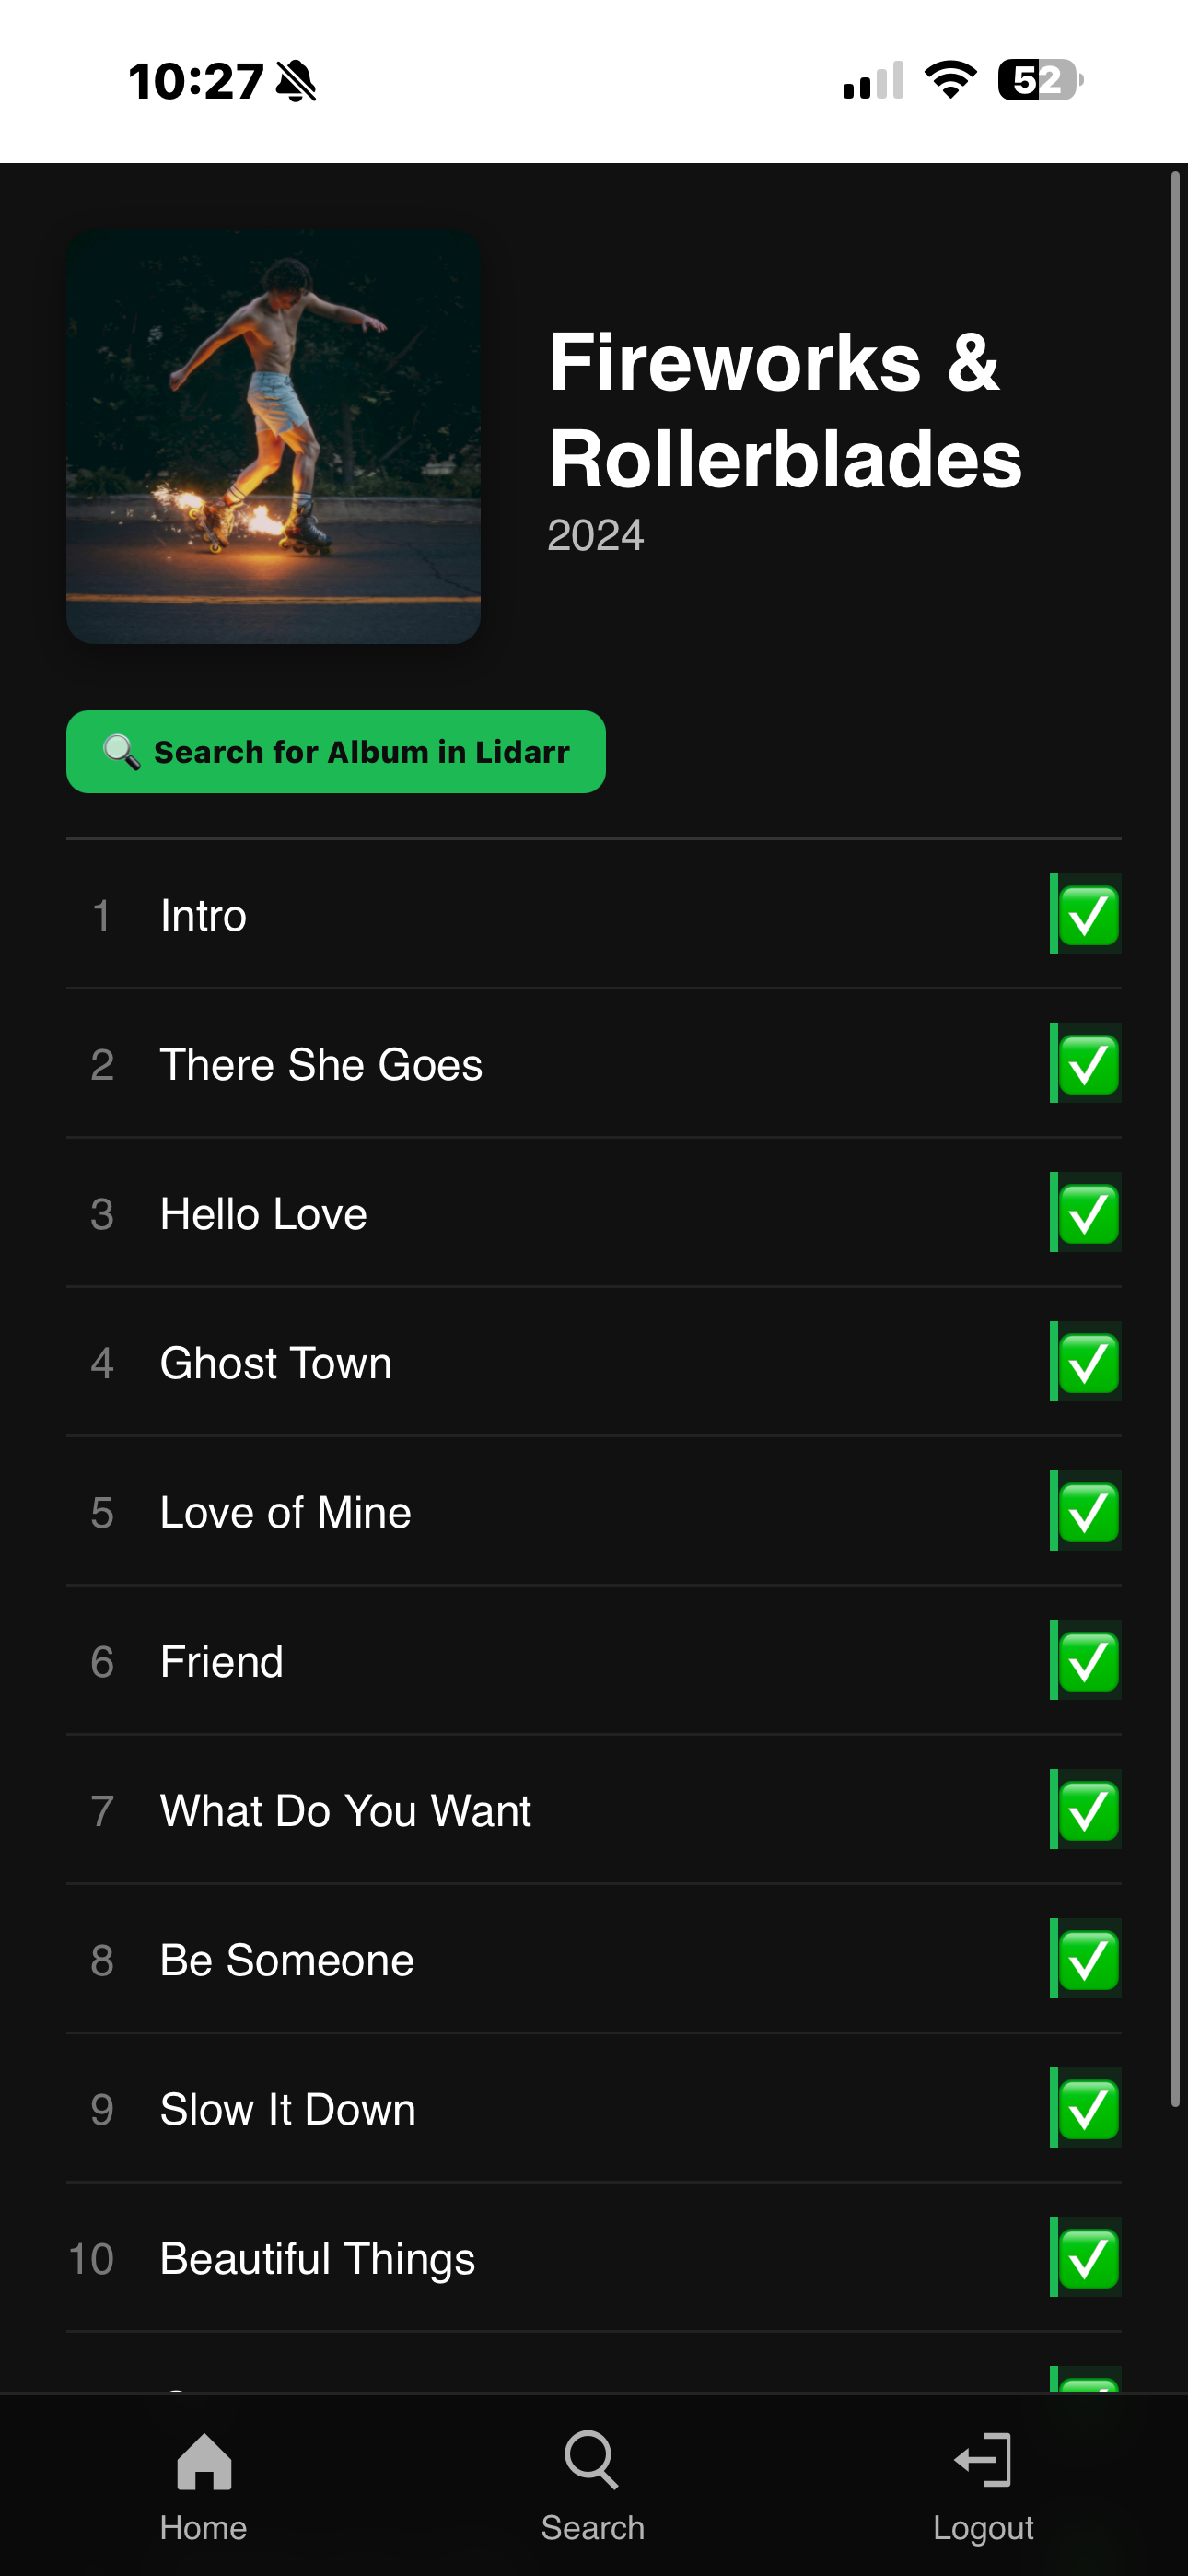 10:27
52
Fireworks &
Rollerblades
2024
🔍 Search for Album in Lidarr
1 Intro ✅
2 There She Goes ✅
3 Hello Love ✅
4 Ghost Town ✅
5 Love of Mine ✅
6 Friend ✅
7 What Do You Want ✅
8 Be Someone ✅
9 Slow It Down ✅
10 Beautiful Things ✅
Home Search Logout